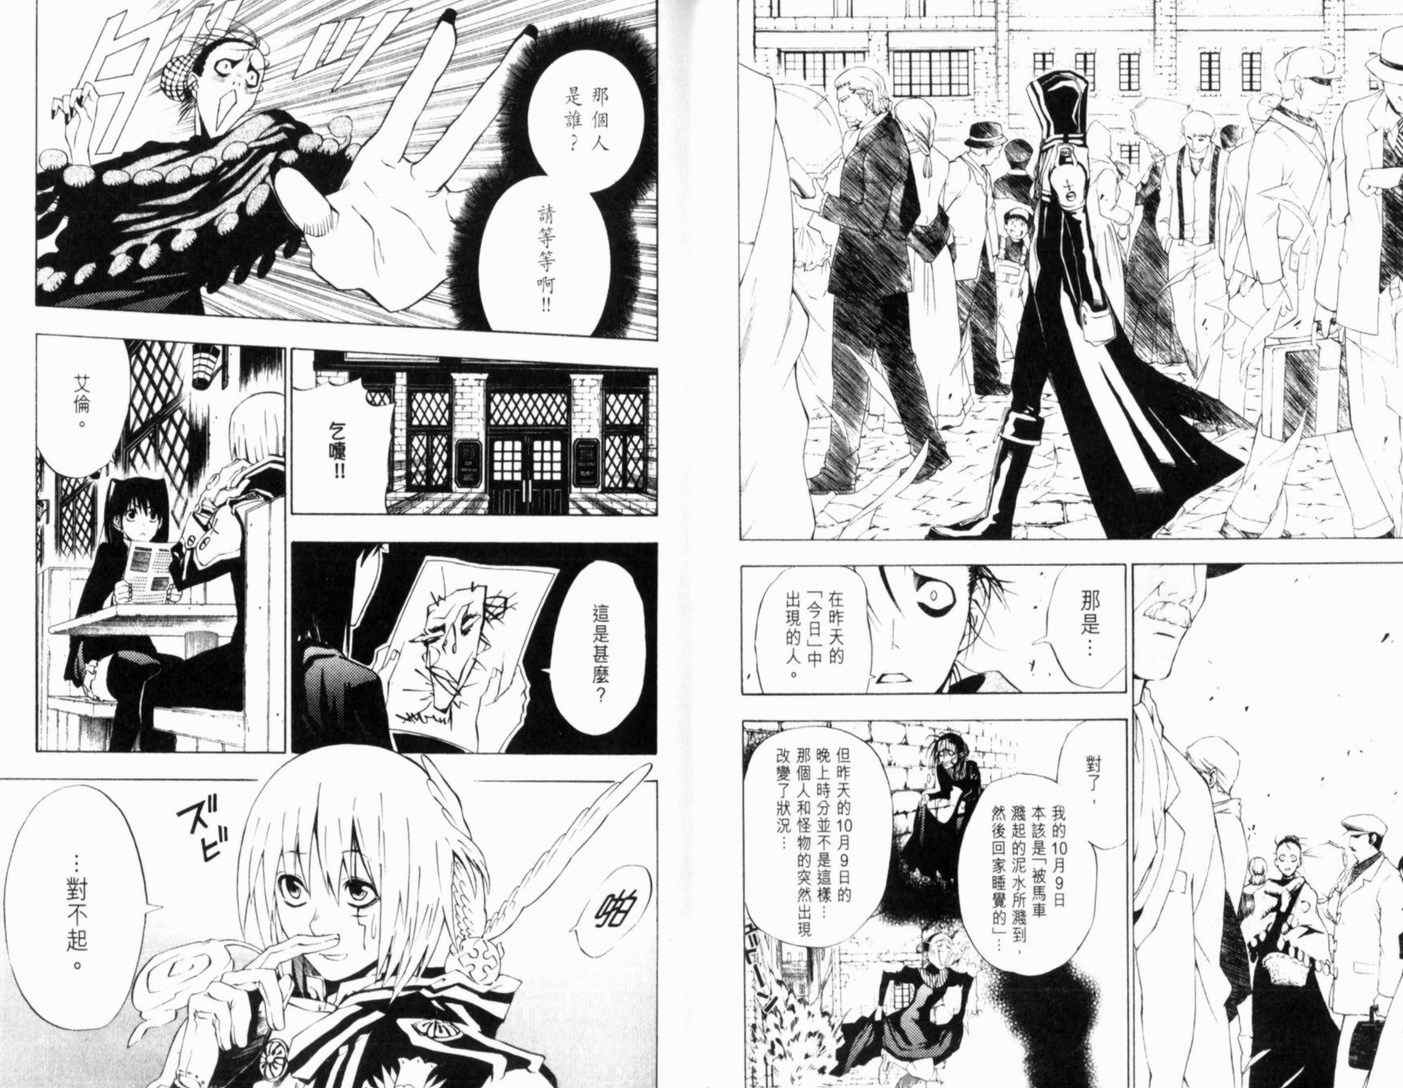 那是…
在昨天的
「今日」中
出現的人。
對了，
我的10月9日
本該是「被馬車
濺起的泥水所濺到，
然後回家睡覺的」…
但昨天的10月9日的
晚上時分並不是這樣…
那個人和怪物的突然出現
改變了狀況…
那個人
是誰？
請等等啊!!
乞嚏!!
艾倫。
這是甚麼？
ズビ
啪
…對不起。